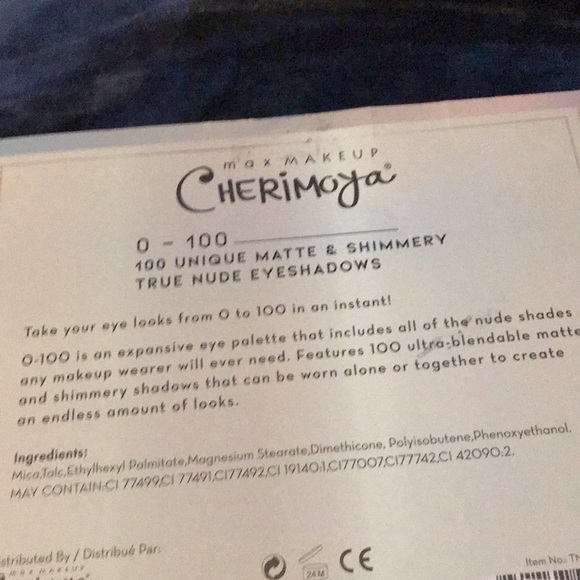 max MAKEUP
CHERIMOYA®
0 - 100
100 UNIQUE MATTE & SHIMMERY
TRUE NUDE EYESHADOWS
Take your eye looks from 0 to 100 in an instant!
0-100 is an expansive eye palette that includes all of the nude shades
any makeup wearer will ever need. Features 100 ultra-blendable matte
and shimmery shadows that can be worn alone or together to create
an endless amount of looks.
Ingredients:
Mica,Talc,Ethylhexyl Palmitate,Magnesium Stearate,Dimethicone, Polyisobutene,Phenoxyethanol.
MAY CONTAIN:CI 77499,CI 77491,CI77492,CI 19140:1,CI77007,CI77742,CI 42090:2.
stributed By / Distribué Par:
MAX MAKEUP
24M
CE
Item No.: TN